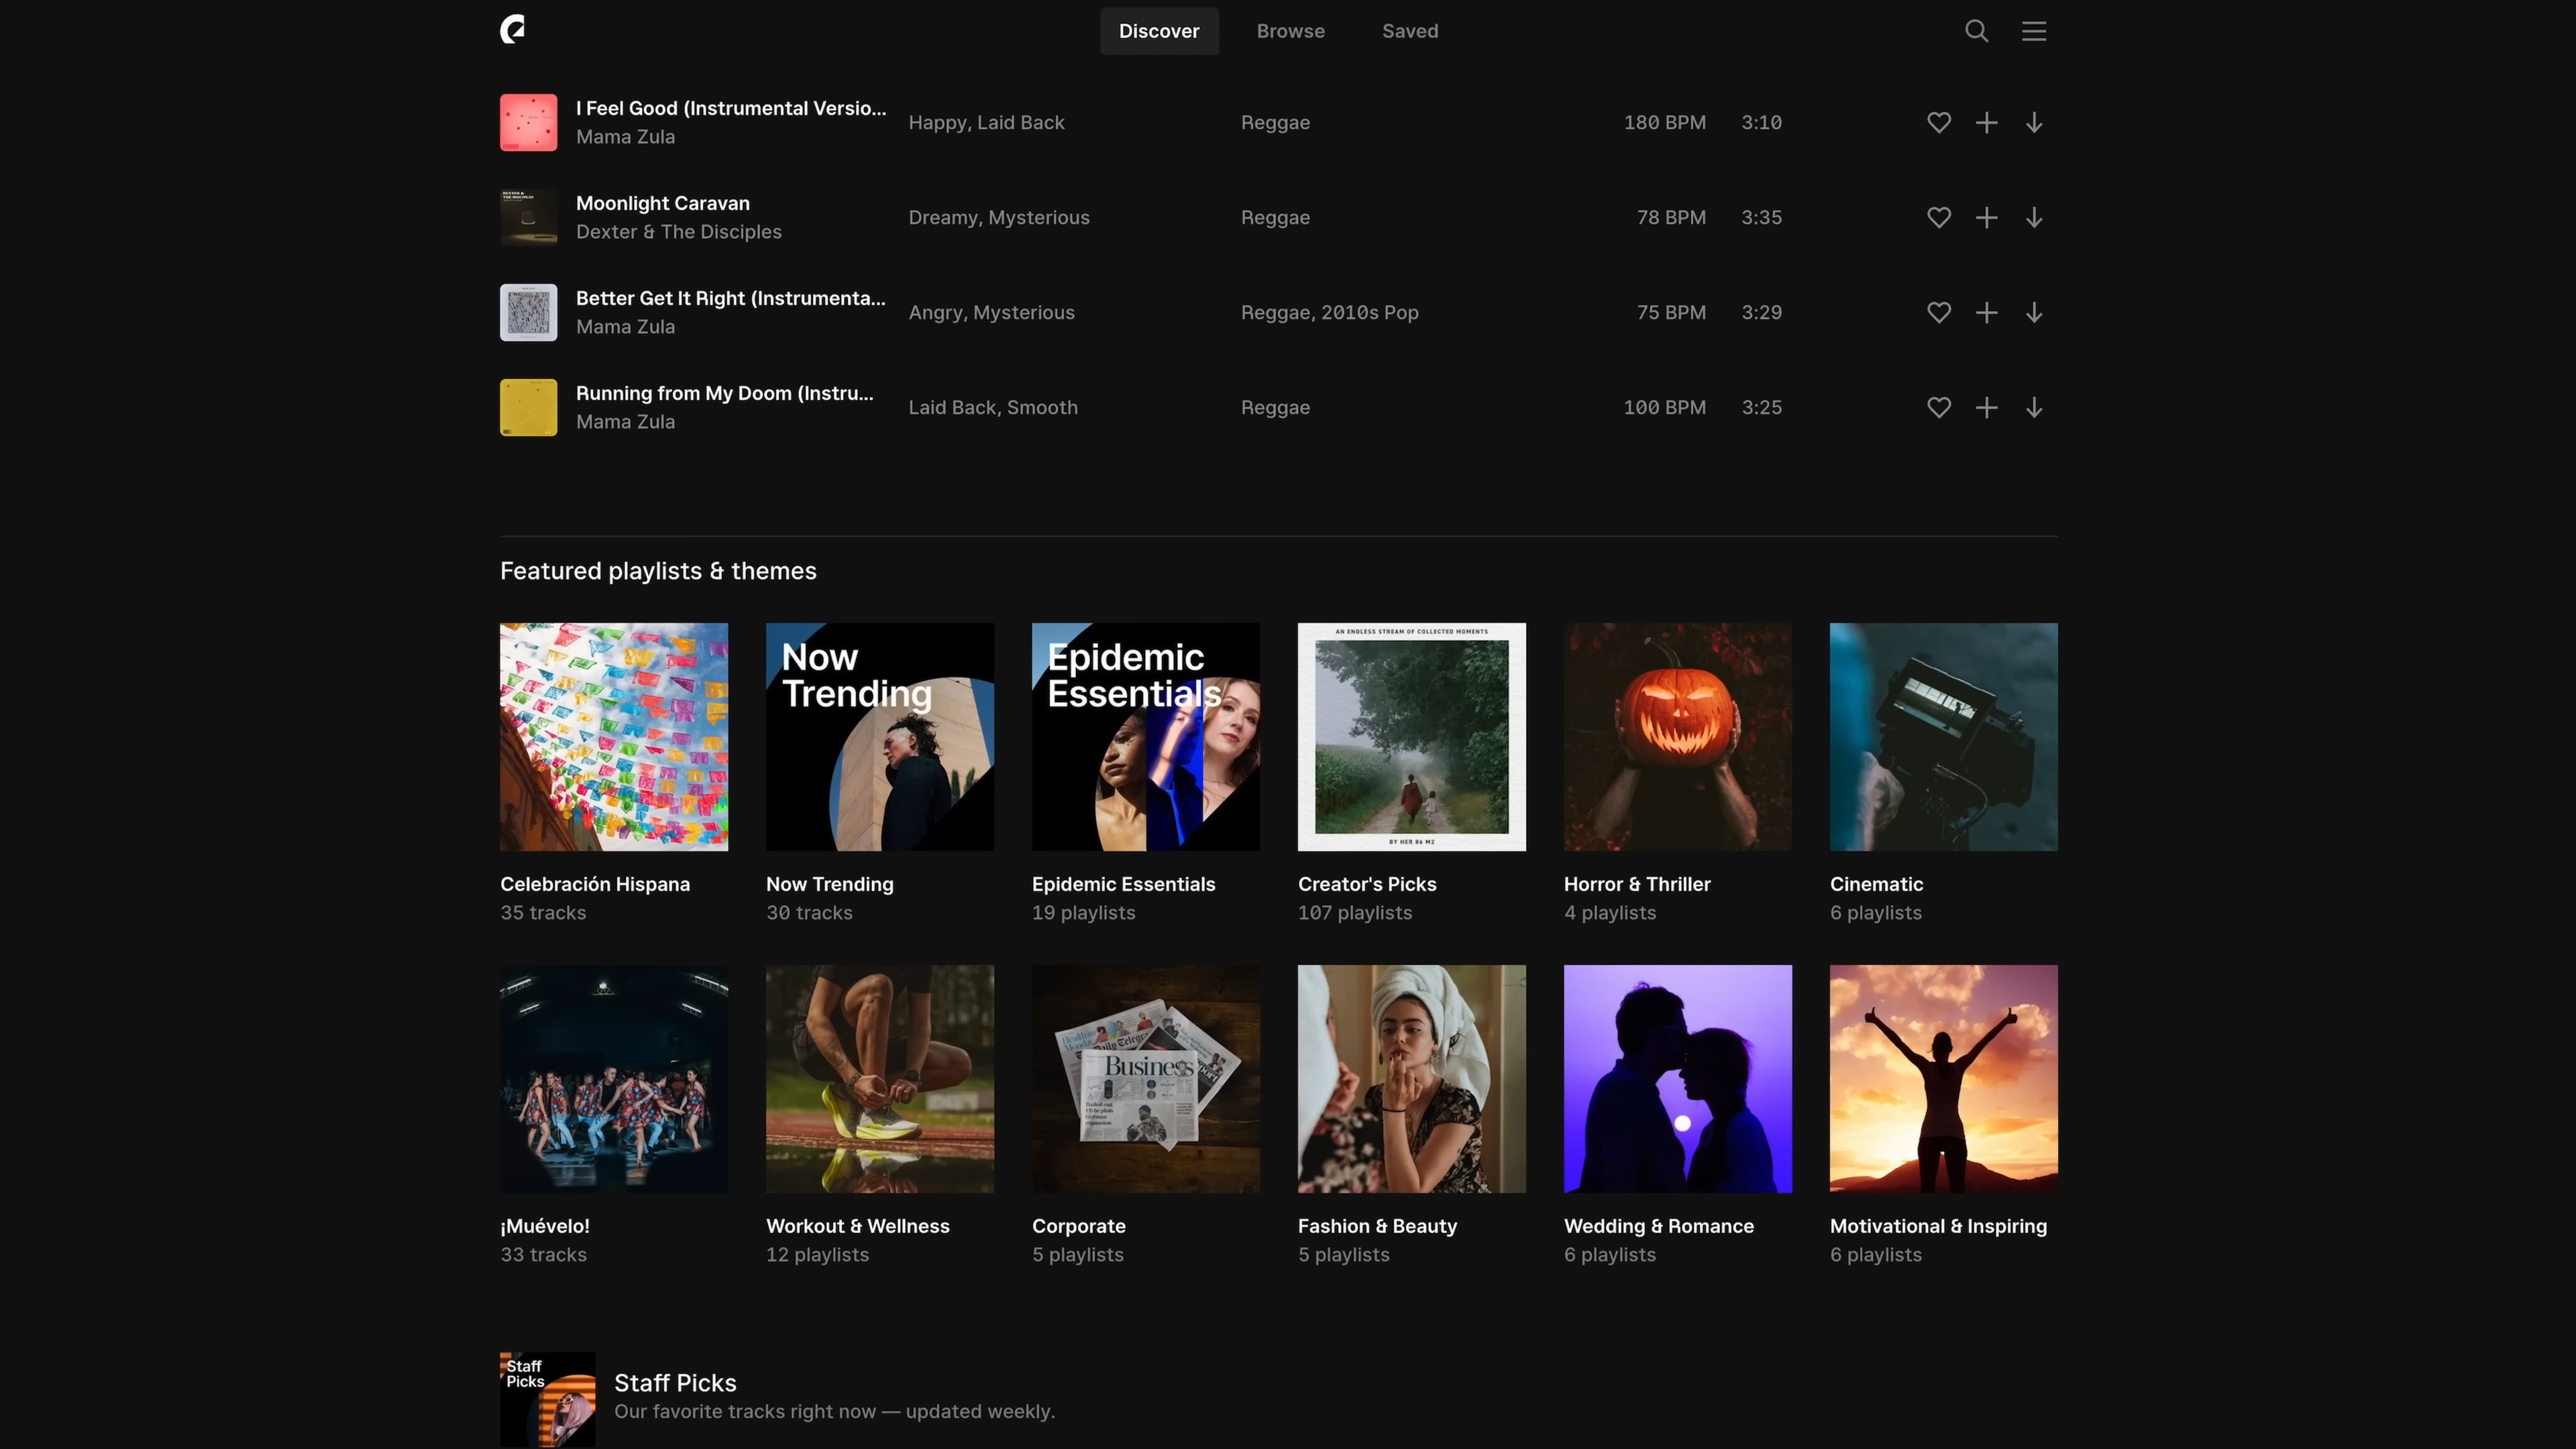 Discover
Browse
Saved
I Feel Good (Instrumental Versio...
Mama Zula
Happy, Laid Back
Reggae
180 BPM
3:10
Moonlight Caravan
Dexter & The Disciples
Dreamy, Mysterious
Reggae
78 BPM
3:35
Better Get It Right (Instrumenta...
Mama Zula
Angry, Mysterious
Reggae, 2010s Pop
75 BPM
3:29
Running from My Doom (Instru...
Mama Zula
Laid Back, Smooth
Reggae
100 BPM
3:25
Featured playlists & themes
Now
Trending
Epidemic
Essentials
AN ENDLESS STREAM OF COLLECTED MOMENTS
BY HER 86 M2
Celebración Hispana
35 tracks
Now Trending
30 tracks
Epidemic Essentials
19 playlists
Creator's Picks
107 playlists
Horror & Thriller
4 playlists
Cinematic
6 playlists
Daily Telegr
Business
¡Muévelo!
33 tracks
Workout & Wellness
12 playlists
Corporate
5 playlists
Fashion & Beauty
5 playlists
Wedding & Romance
6 playlists
Motivational & Inspiring
6 playlists
Staff
Picks
Staff Picks
Our favorite tracks right now — updated weekly.